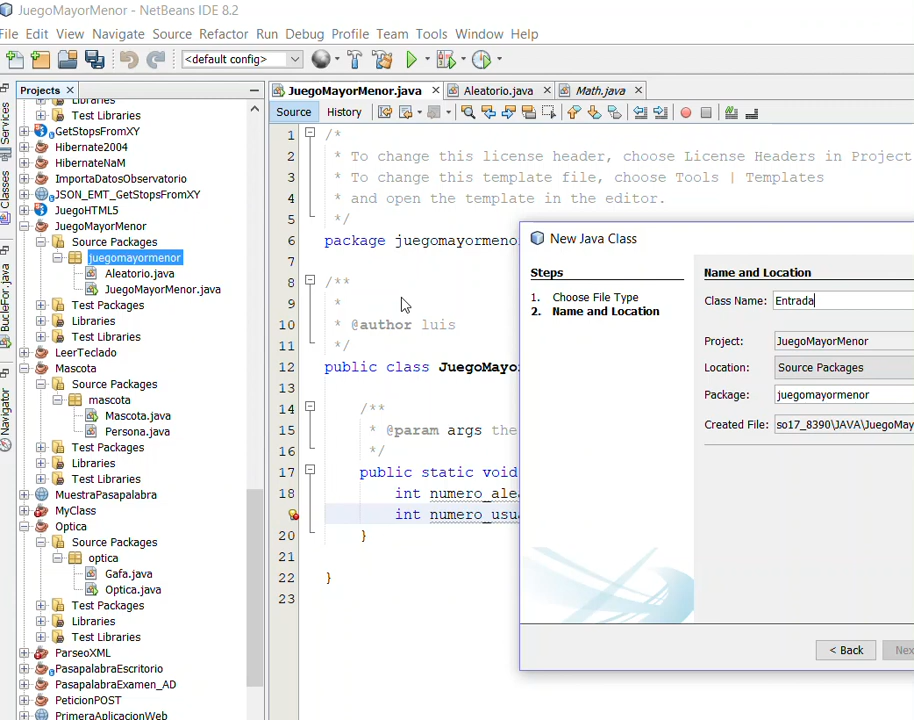 JuegoMayorMenor - NetBeans IDE 8.2
File Edit View Navigate Source Refactor Run Debug Profile Team Tools Window Help
<default config>
Projects
JuegoMayorMenor.java
Aleatorio.java
Math.java
Source History
Services
Classes
BucleFor.java
Navigator
Libraries
Test Libraries
GetStopsFromXY
Hibernate2004
HibernateNaM
ImportaDatosObservatorio
JSON_EMT_GetStopsFromXY
JuegoHTML5
JuegoMayorMenor
Source Packages
juegomayormenor
Aleatorio.java
JuegoMayorMenor.java
Test Packages
Libraries
Test Libraries
LeerTeclado
Mascota
Source Packages
mascota
Mascota.java
Persona.java
Test Packages
Libraries
Test Libraries
MuestraPasapalabra
MyClass
Optica
Source Packages
optica
Gafa.java
Optica.java
Test Packages
Libraries
Test Libraries
ParseoXML
PasapalabraEscritorio
PasapalabraExamen_AD
PeticionPOST
PrimeraAplicacionWeb
1 /*
2 * To change this license header, choose License Headers in Project
3 * To change this template file, choose Tools | Templates
4 * and open the template in the editor.
5 */
6 package juegomayormeno
7
8 /**
9 *
10 * @author luis
11 */
12 public class JuegoMayo
13
14 /**
15 * @param args the
16 */
17 public static void
18 int numero_alea
int numero_usua
20 }
21
22 }
23
New Java Class
Steps
1. Choose File Type
2. Name and Location
Name and Location
Class Name: Entrada
Project: JuegoMayorMenor
Location: Source Packages
Package: juegomayormenor
Created File: so17_8390\JAVA\JuegoMay
< Back
Nex